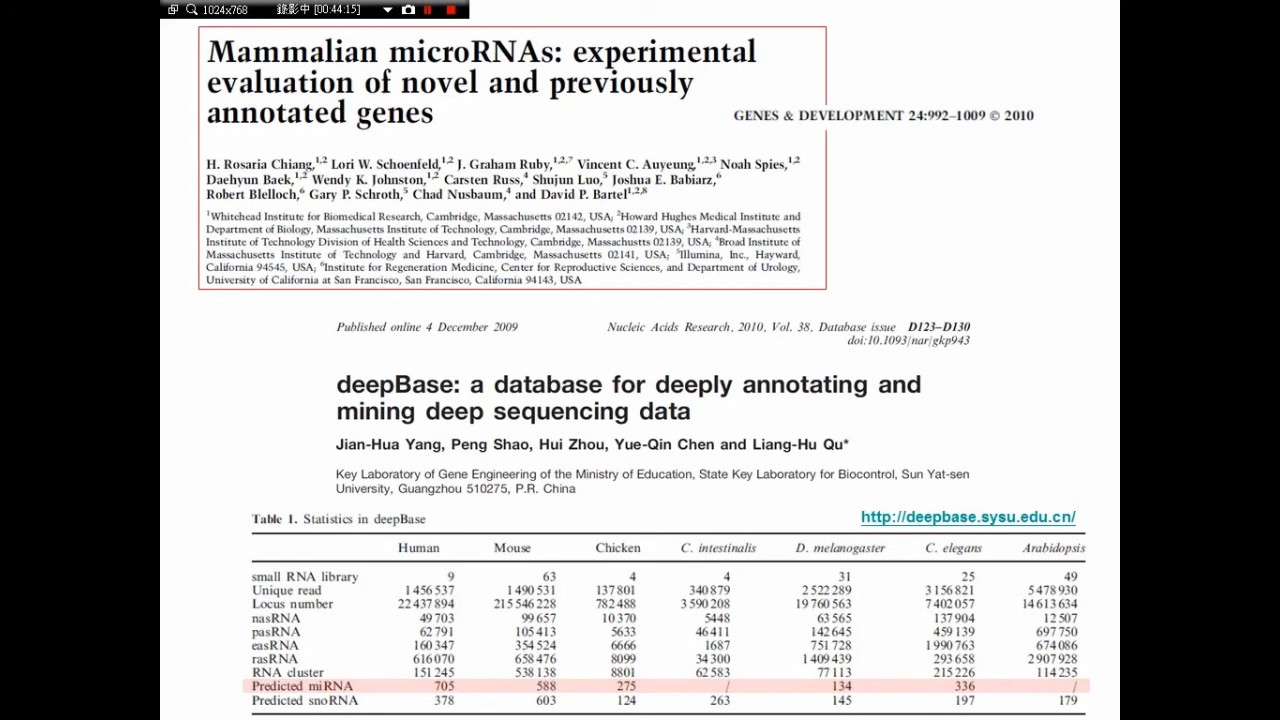 1024x768 錄影中 [00:44:15]
Mammalian microRNAs: experimental
evaluation of novel and previously
annotated genes
GENES & DEVELOPMENT 24:992–1009 © 2010
H. Rosaria Chiang,1,2 Lori W. Schoenfeld,1,2 J. Graham Ruby,1,2,7 Vincent C. Auyeung,1,2,3 Noah Spies,1,2
Daehyun Baek,1,2 Wendy K. Johnston,1,2 Carsten Russ,4 Shujun Luo,5 Joshua E. Babiarz,6
Robert Blelloch,6 Gary P. Schroth,5 Chad Nusbaum,4 and David P. Bartel1,2,8
1Whitehead Institute for Biomedical Research, Cambridge, Massachusetts 02142, USA; 2Howard Hughes Medical Institute and
Department of Biology, Massachusetts Institute of Technology, Cambridge, Massachusetts 02139, USA; 3Harvard-Massachusetts
Institute of Technology Division of Health Sciences and Technology, Cambridge, Massachustts 02139, USA; 4Broad Institute of
Massachusetts Institute of Technology and Harvard, Cambridge, Massachusetts 02141, USA; 5Illumina, Inc., Hayward,
California 94545, USA; 6Institute for Regeneration Medicine, Center for Reproductive Sciences, and Department of Urology,
University of California at San Francisco, San Francisco, California 94143, USA
Published online 4 December 2009 Nucleic Acids Research, 2010, Vol. 38, Database issue D123–D130
doi:10.1093/nar/gkp943
deepBase: a database for deeply annotating and
mining deep sequencing data
Jian-Hua Yang, Peng Shao, Hui Zhou, Yue-Qin Chen and Liang-Hu Qu*
Key Laboratory of Gene Engineering of the Ministry of Education, State Key Laboratory for Biocontrol, Sun Yat-sen
University, Guangzhou 510275, P.R. China
Table 1. Statistics in deepBase http://deepbase.sysu.edu.cn/
Human Mouse Chicken C. intestinalis D. melanogaster C. elegans Arabidopsis
small RNA library 9 63 4 4 31 25 49
Unique read 1 456 537 1 490 531 137 801 340 879 2 522 289 3 156 821 5 478 930
Locus number 22 437 894 215 546 228 782 488 3 590 208 19 760 563 7 402 057 14 613 634
nasRNA 49 703 99 657 10 370 5448 63 565 137 904 12 507
pasRNA 62 791 105 413 5633 46 411 142 645 459 139 697 750
easRNA 160 347 354 524 6666 1687 751 728 1 990 763 674 086
rasRNA 616 070 658 476 8099 34 300 1 409 439 293 658 2 907 928
RNA cluster 151 245 538 138 8801 62 583 77 113 215 226 114 235
Predicted miRNA 705 588 275 / 134 336 /
Predicted snoRNA 378 603 124 263 145 197 179